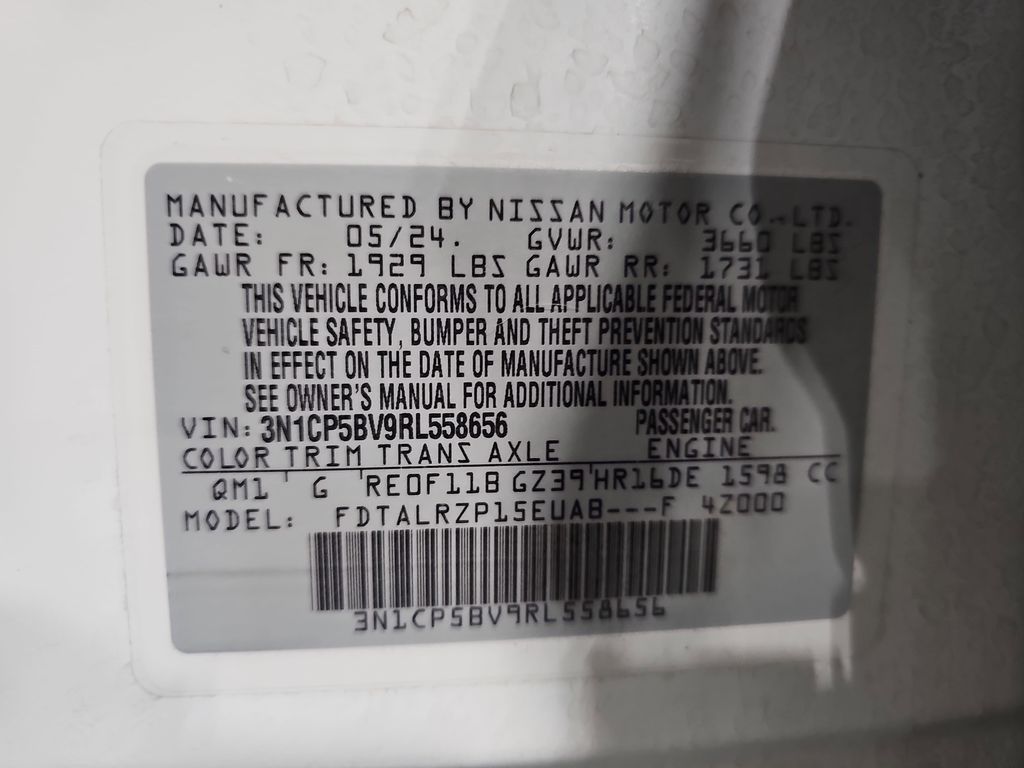 MANUFACTURED BY NISSAN MOTOR CO.,LTD.
DATE: 05/24. GVWR: 3660 LBS
GAWR FR: 1929 LBS GAWR RR: 1731 LBS
THIS VEHICLE CONFORMS TO ALL APPLICABLE FEDERAL MOTOR
VEHICLE SAFETY, BUMPER AND THEFT PREVENTION STANDARDS
IN EFFECT ON THE DATE OF MANUFACTURE SHOWN ABOVE.
SEE OWNER'S MANUAL FOR ADDITIONAL INFORMATION.
VIN: 3N1CP5BV9RL558656 PASSENGER CAR.
COLOR TRIM TRANS AXLE ENGINE
QM1 G RE0F11B GZ39 HR16DE 1598 CC
MODEL: FDTALRZP15EUAB---F 4Z000
3N1CP5BV9RL558656